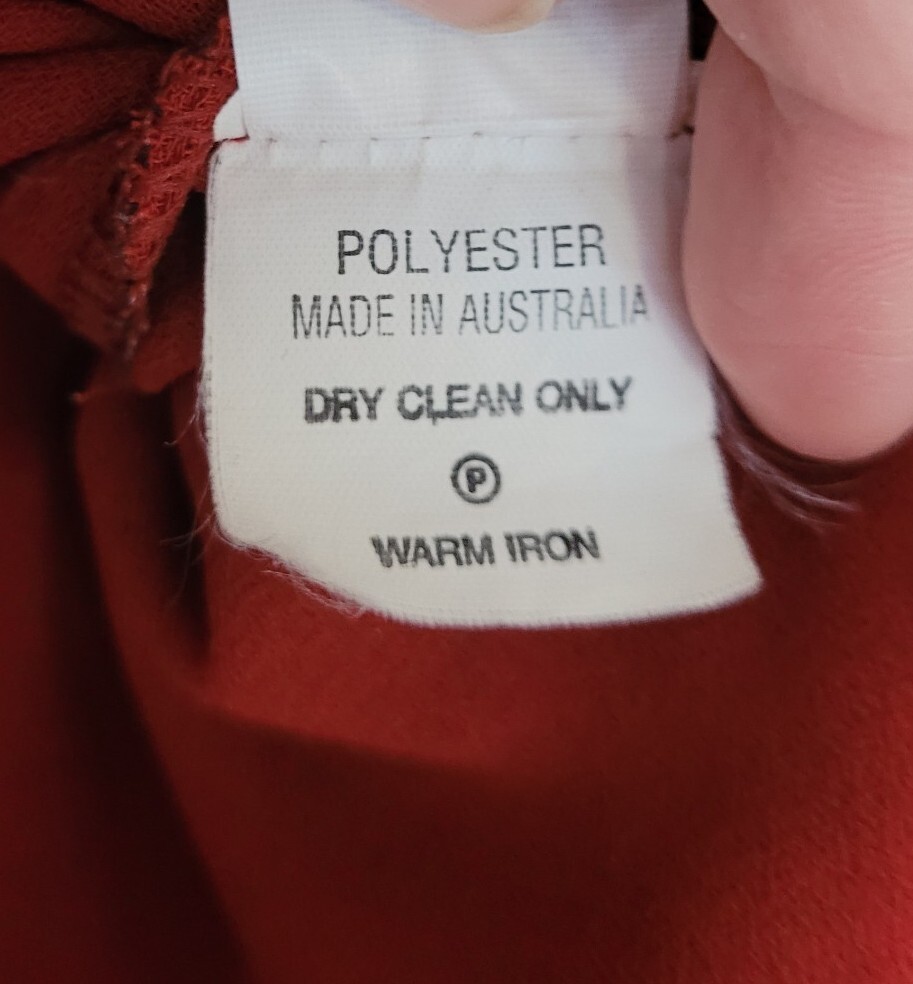 POLYESTER
MADE IN AUSTRALIA
DRY CLEAN ONLY
P
WARM IRON